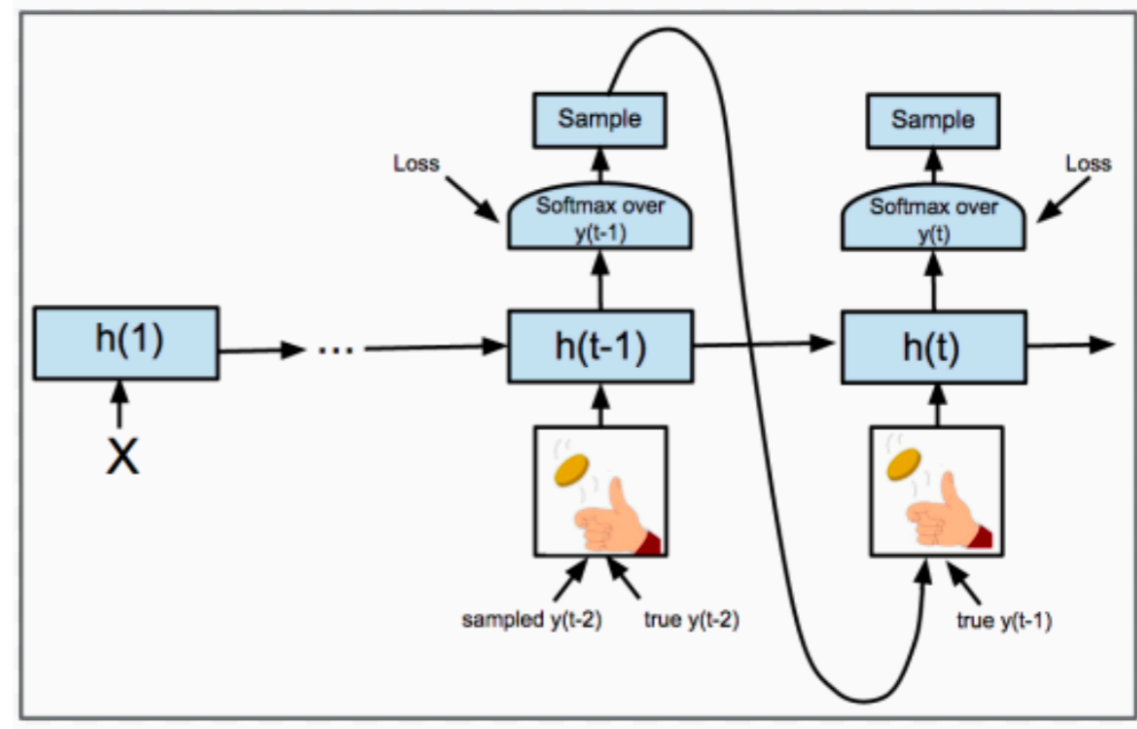 Sample
Sample
Loss
Loss
Softmax over
y(t-1)
Softmax over
y(t)
h(1)
...
h(t-1)
h(t)
X
sampled y(t-2)
true y(t-2)
true y(t-1)